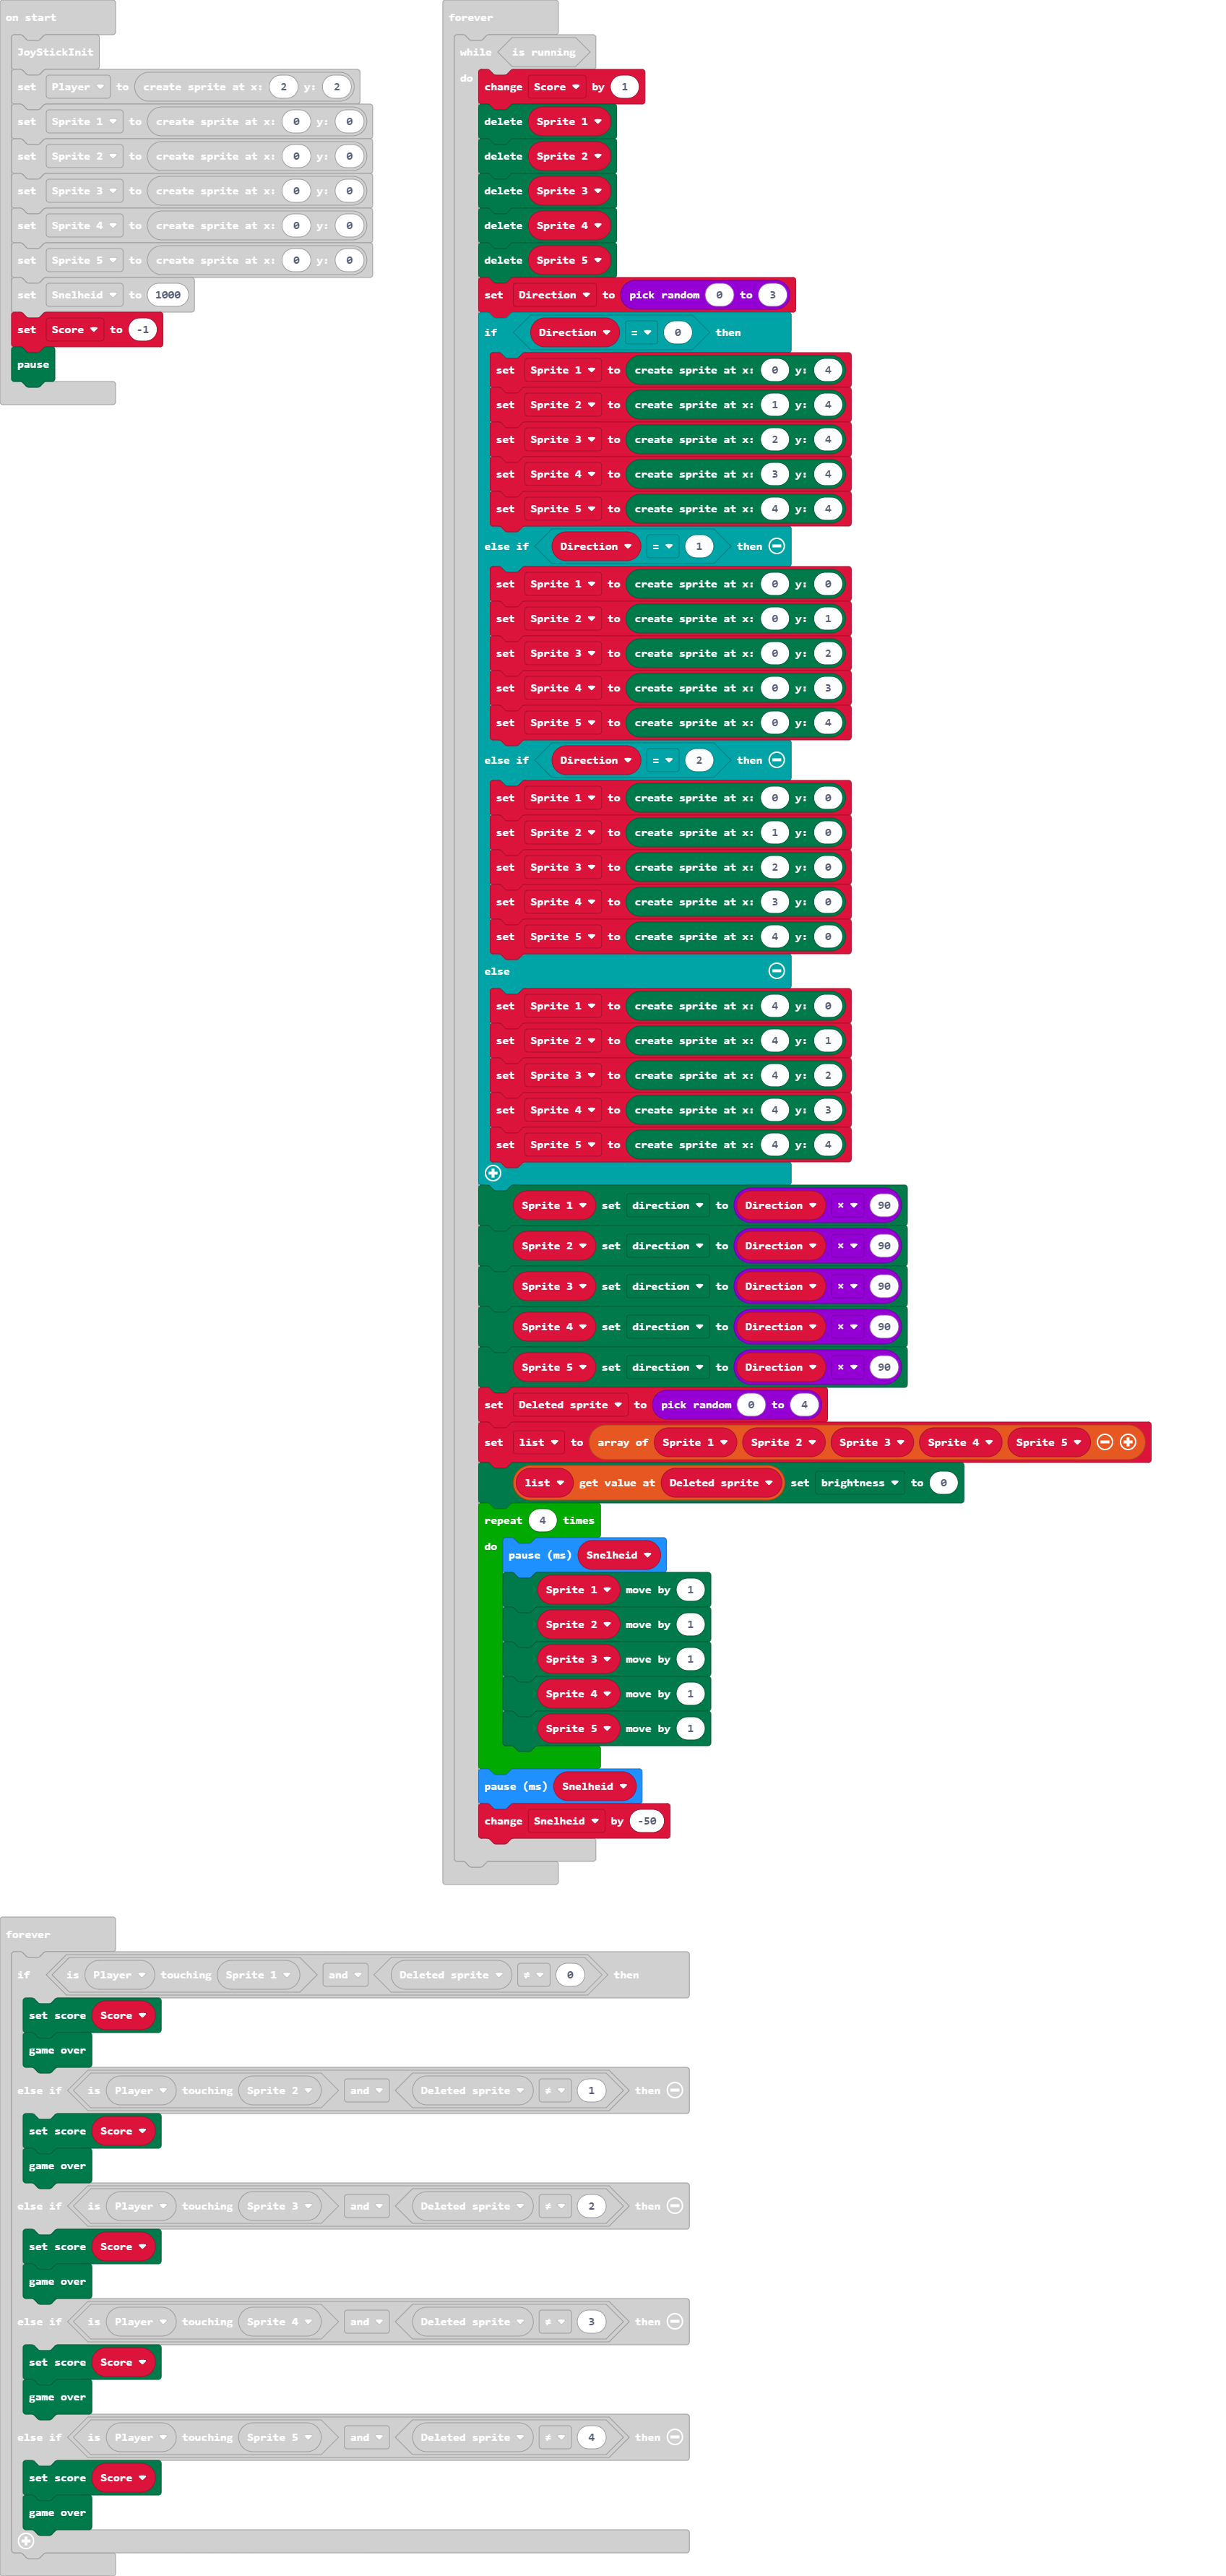 on start
JoyStickInit
set Player to create sprite at x: 2 y: 2
set Sprite 1 to create sprite at x: 0 y: 0
set Sprite 2 to create sprite at x: 0 y: 0
set Sprite 3 to create sprite at x: 0 y: 0
set Sprite 4 to create sprite at x: 0 y: 0
set Sprite 5 to create sprite at x: 0 y: 0
set Snelheid to 1000
set Score to -1
pause
forever
while is running
do
change Score by 1
delete Sprite 1
delete Sprite 2
delete Sprite 3
delete Sprite 4
delete Sprite 5
set Direction to pick random 0 to 3
if Direction = 0 then
set Sprite 1 to create sprite at x: 0 y: 4
set Sprite 2 to create sprite at x: 1 y: 4
set Sprite 3 to create sprite at x: 2 y: 4
set Sprite 4 to create sprite at x: 3 y: 4
set Sprite 5 to create sprite at x: 4 y: 4
else if Direction = 1 then
set Sprite 1 to create sprite at x: 0 y: 0
set Sprite 2 to create sprite at x: 0 y: 1
set Sprite 3 to create sprite at x: 0 y: 2
set Sprite 4 to create sprite at x: 0 y: 3
set Sprite 5 to create sprite at x: 0 y: 4
else if Direction = 2 then
set Sprite 1 to create sprite at x: 0 y: 0
set Sprite 2 to create sprite at x: 1 y: 0
set Sprite 3 to create sprite at x: 2 y: 0
set Sprite 4 to create sprite at x: 3 y: 0
set Sprite 5 to create sprite at x: 4 y: 0
else
set Sprite 1 to create sprite at x: 4 y: 0
set Sprite 2 to create sprite at x: 4 y: 1
set Sprite 3 to create sprite at x: 4 y: 2
set Sprite 4 to create sprite at x: 4 y: 3
set Sprite 5 to create sprite at x: 4 y: 4
Sprite 1 set direction to Direction × 90
Sprite 2 set direction to Direction × 90
Sprite 3 set direction to Direction × 90
Sprite 4 set direction to Direction × 90
Sprite 5 set direction to Direction × 90
set Deleted sprite to pick random 0 to 4
set list to array of Sprite 1 Sprite 2 Sprite 3 Sprite 4 Sprite 5
list get value at Deleted sprite set brightness to 0
repeat 4 times
do
pause (ms) Snelheid
Sprite 1 move by 1
Sprite 2 move by 1
Sprite 3 move by 1
Sprite 4 move by 1
Sprite 5 move by 1
pause (ms) Snelheid
change Snelheid by -50
forever
if is Player touching Sprite 1 and Deleted sprite ≠ 0 then
set score Score
game over
else if is Player touching Sprite 2 and Deleted sprite ≠ 1 then
set score Score
game over
else if is Player touching Sprite 3 and Deleted sprite ≠ 2 then
set score Score
game over
else if is Player touching Sprite 4 and Deleted sprite ≠ 3 then
set score Score
game over
else if is Player touching Sprite 5 and Deleted sprite ≠ 4 then
set score Score
game over